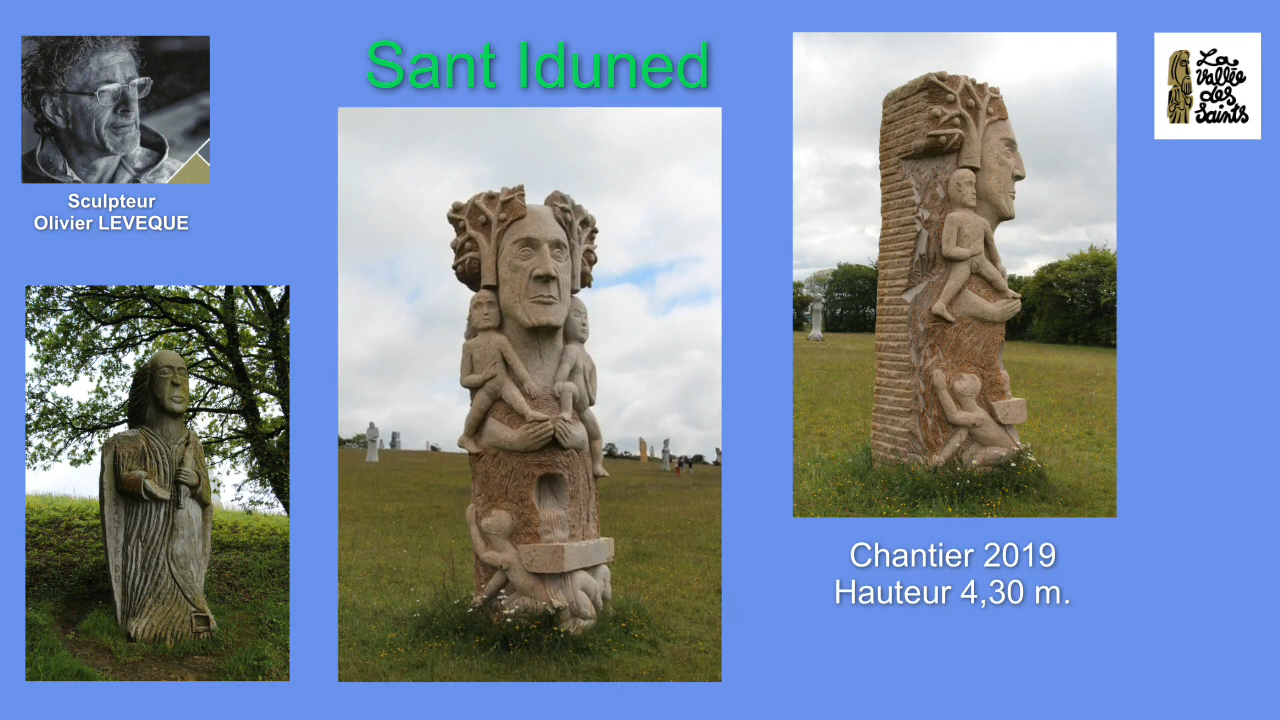 Sant Iduned
Sculpteur
Olivier LEVEQUE
La
Vallée
des
Saints
Chantier 2019
Hauteur 4,30 m.